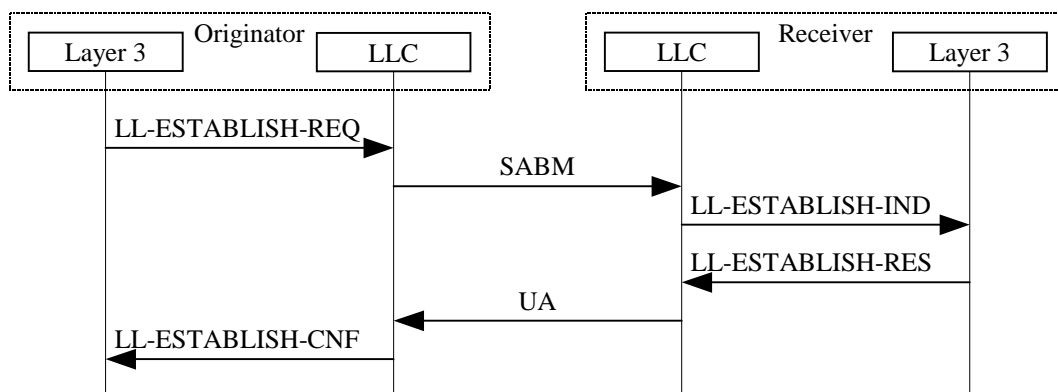 Originator
Receiver
Layer 3
LLC
LLC
Layer 3
LL-ESTABLISH-REQ
SABM
LL-ESTABLISH-IND
LL-ESTABLISH-RES
UA
LL-ESTABLISH-CNF